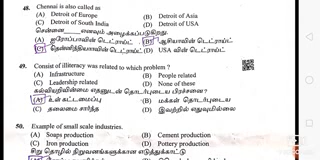 48. Chennai is also called as
(A) Detroit of Europe (B) Detroit of Asia
(C) Detroit of South India (D) Detroit of USA
சென்னை எனவும் அழைக்கப்படுகிறது.
(A) ஐரோப்பாவின் டெட்ராய்ட் (B) ஆசியாவின் டெட்ராய்ட்
(C) தென்னிந்தியாவின் டெட்ராய்ட் (D) USA வின் டெட்ராய்ட்
49. Consist of illiteracy was related to which problem ?
(A) Infrastructure (B) People related
(C) Leadership related (D) None of these
கல்வியறிவின்மை எதனுடன் தொடர்புடைய பிரச்சனை?
(A) உள் கட்டமைப்பு (B) மக்கள் தொடர்புடைய
(C) தலைமை சார்ந்த (D) இவற்றில் எதுவுமில்லை
50. Example of small scale industries.
(A) Soaps production (B) Cement production
(C) Iron production (D) Pottery production
சிறு தொழில் நிறுவனங்களுக்கான எடுத்துக்காட்டு